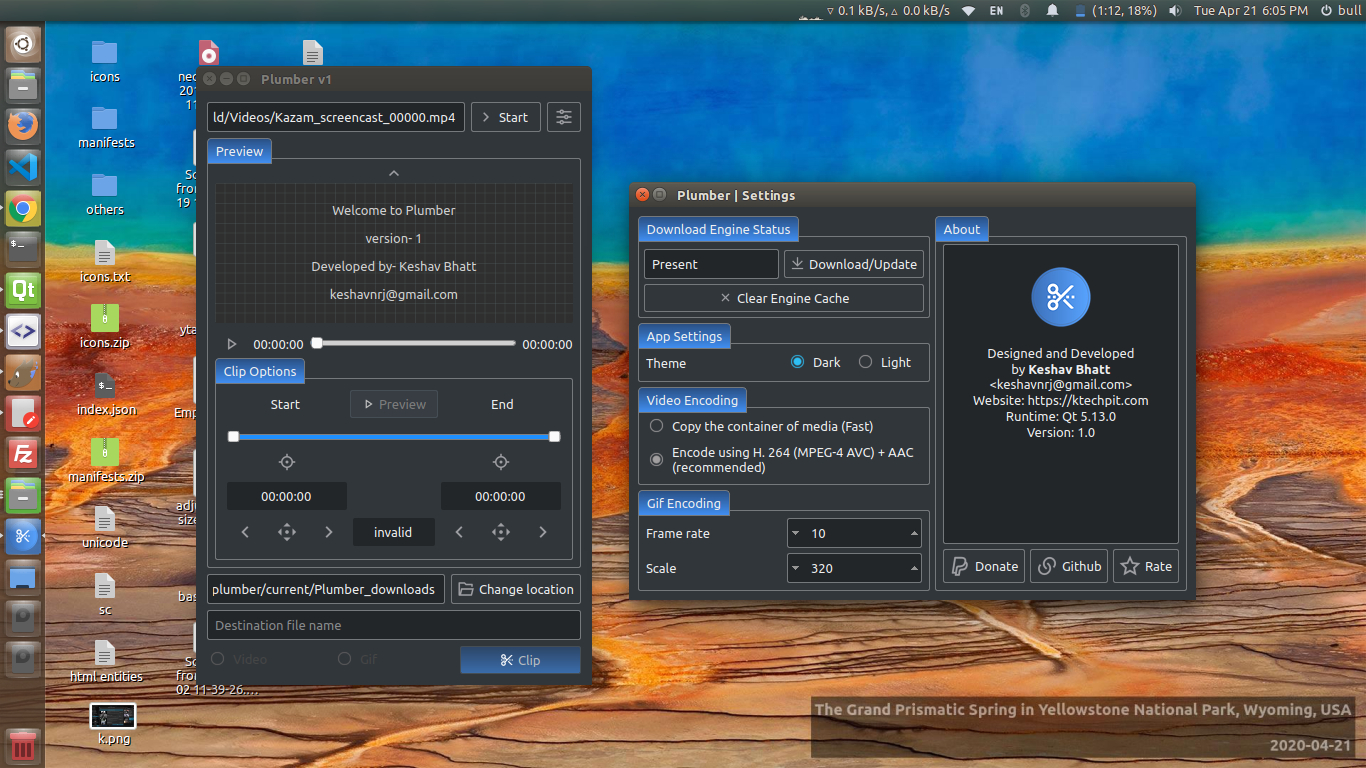 ▿ 0.1 kB/s, ▵ 0.0 kB/s
EN
(1:12, 18%)
Tue Apr 21 6:05 PM
bull
icons
manifests
others
icons.txt
icons.zip
index.json
manifests.zip
unicode
sc
html entities
k.png
02 11-39-26....
Plumber v1
ld/Videos/Kazam_screencast_00000.mp4
Start
Preview
Welcome to Plumber
version- 1
Developed by- Keshav Bhatt
keshavnrj@gmail.com
00:00:00
00:00:00
Clip Options
Start
Preview
End
00:00:00
00:00:00
invalid
plumber/current/Plumber_downloads
Change location
Destination file name
Video
Gif
Clip
Plumber | Settings
Download Engine Status
Present
Download/Update
Clear Engine Cache
App Settings
Theme
Dark
Light
Video Encoding
Copy the container of media (Fast)
Encode using H. 264 (MPEG-4 AVC) + AAC
(recommended)
Gif Encoding
Frame rate
10
Scale
320
About
Designed and Developed
by Keshav Bhatt
<keshavnrj@gmail.com>
Website: https://ktechpit.com
Runtime: Qt 5.13.0
Version: 1.0
Donate
Github
Rate
The Grand Prismatic Spring in Yellowstone National Park, Wyoming, USA
2020-04-21